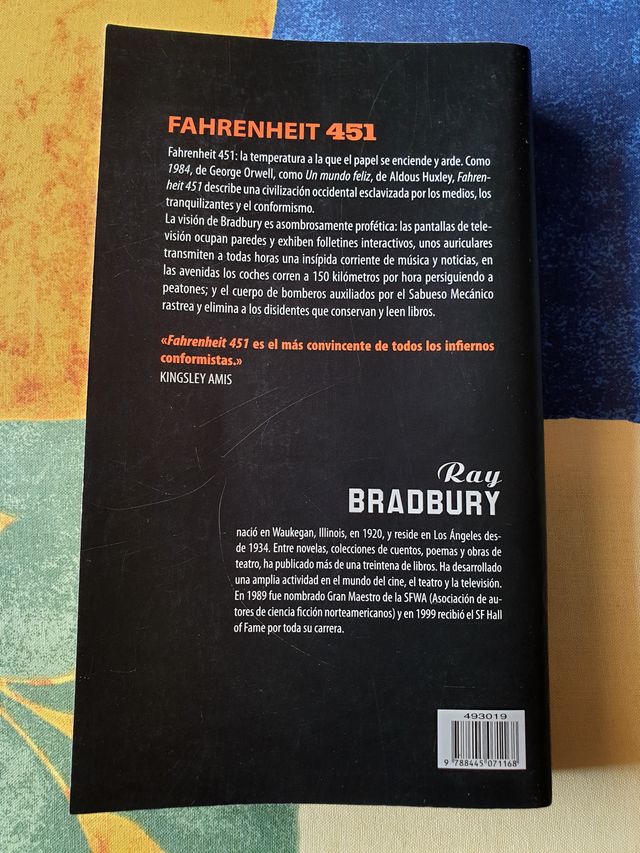 FAHRENHEIT 451
Fahrenheit 451: la temperatura a la que el papel se enciende y arde. Como
1984, de George Orwell, como Un mundo feliz, de Aldous Huxley, Fahren-
heit 451 describe una civilización occidental esclavizada por los medios, los
tranquilizantes y el conformismo.
La visión de Bradbury es asombrosamente profética: las pantallas de tele-
visión ocupan paredes y exhiben folletines interactivos, unos auriculares
transmiten a todas horas una insípida corriente de música y noticias, en
las avenidas los coches corren a 150 kilómetros por hora persiguiendo a
peatones; y el cuerpo de bomberos auxiliados por el Sabueso Mecánico
rastrea y elimina a los disidentes que conservan y leen libros.
«Fahrenheit 451 es el más convincente de todos los infiernos
conformistas.»
KINGSLEY AMIS
Ray
BRADBURY
nació en Waukegan, Illinois, en 1920, y reside en Los Ángeles des-
de 1934. Entre novelas, colecciones de cuentos, poemas y obras de
teatro, ha publicado más de una treintena de libros. Ha desarrollado
una amplia actividad en el mundo del cine, el teatro y la televisión.
En 1989 fue nombrado Gran Maestro de la SFWA (Asociación de au-
tores de ciencia ficción norteamericanos) y en 1999 recibió el SF Hall
of Fame por toda su carrera.
493019
9 788445 071168